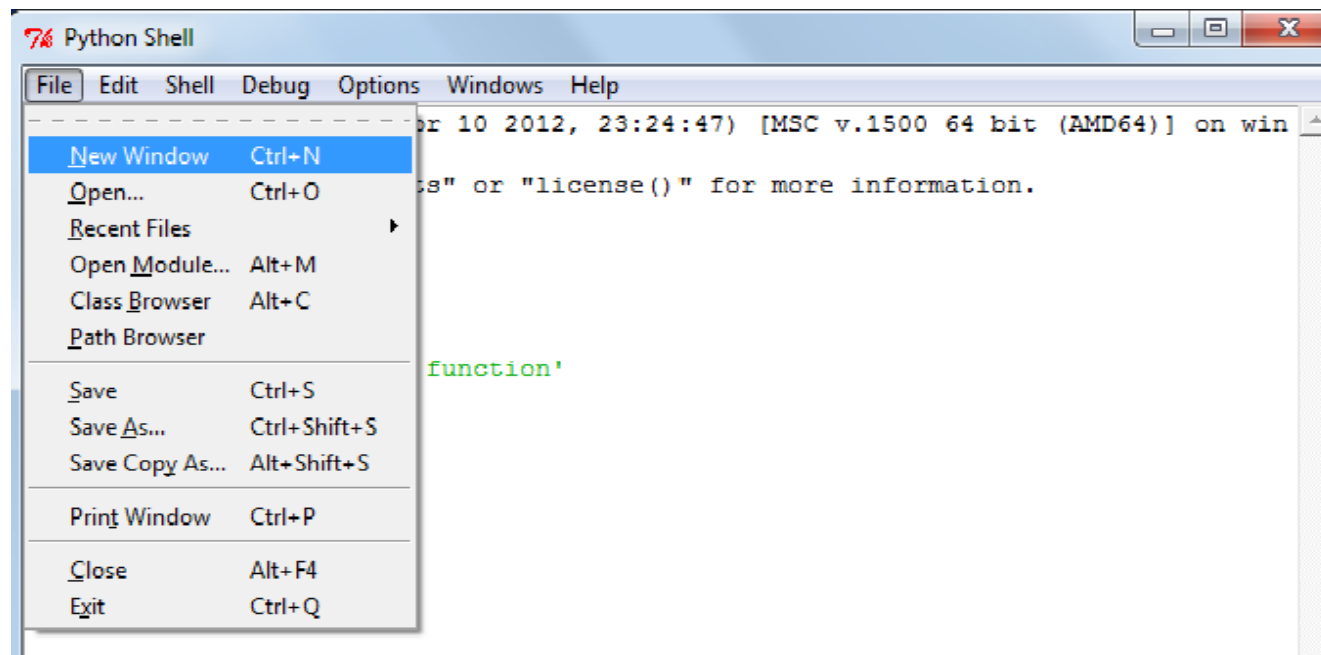 Python Shell
File Edit Shell Debug Options Windows Help
r 10 2012, 23:24:47) [MSC v.1500 64 bit (AMD64)] on win
New Window Ctrl+N
s" or "license()" for more information.
Open... Ctrl+O
Recent Files
Open Module... Alt+M
Class Browser Alt+C
Path Browser
function'
Save Ctrl+S
Save As... Ctrl+Shift+S
Save Copy As... Alt+Shift+S
Print Window Ctrl+P
Close Alt+F4
Exit Ctrl+Q